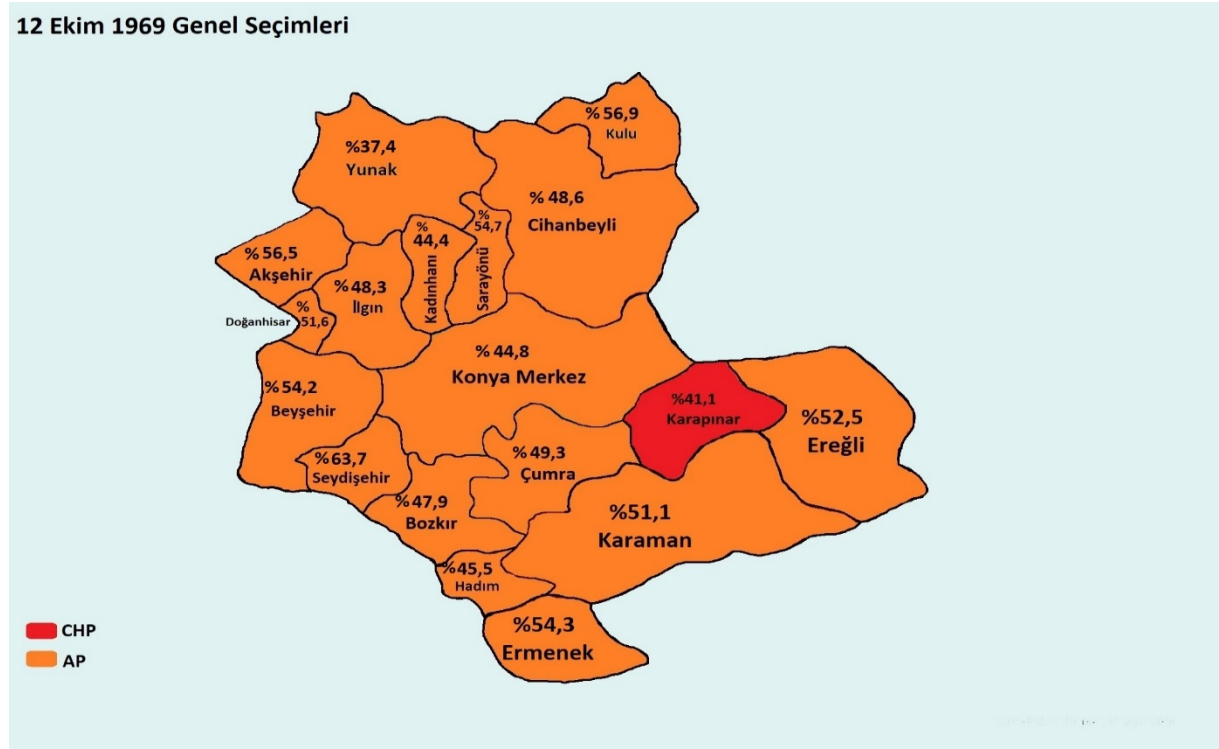 12 Ekim 1969 Genel Seçimleri
% 56,9
Kulu
%37,4
Yunak
% 48,6
Cihanbeyli
%
54,7
Sarayönü
%
44,4
Kadınhanı
% 56,5
Akşehir
% 48,3
İlgın
%
51,6
Doğanhisar
% 44,8
Konya Merkez
% 54,2
Beyşehir
%41,1
Karapınar
%52,5
Ereğli
% 63,7
Seydişehir
% 49,3
Çumra
% 47,9
Bozkır
%51,1
Karaman
%45,5
Hadım
%54,3
Ermenek
CHP
AP